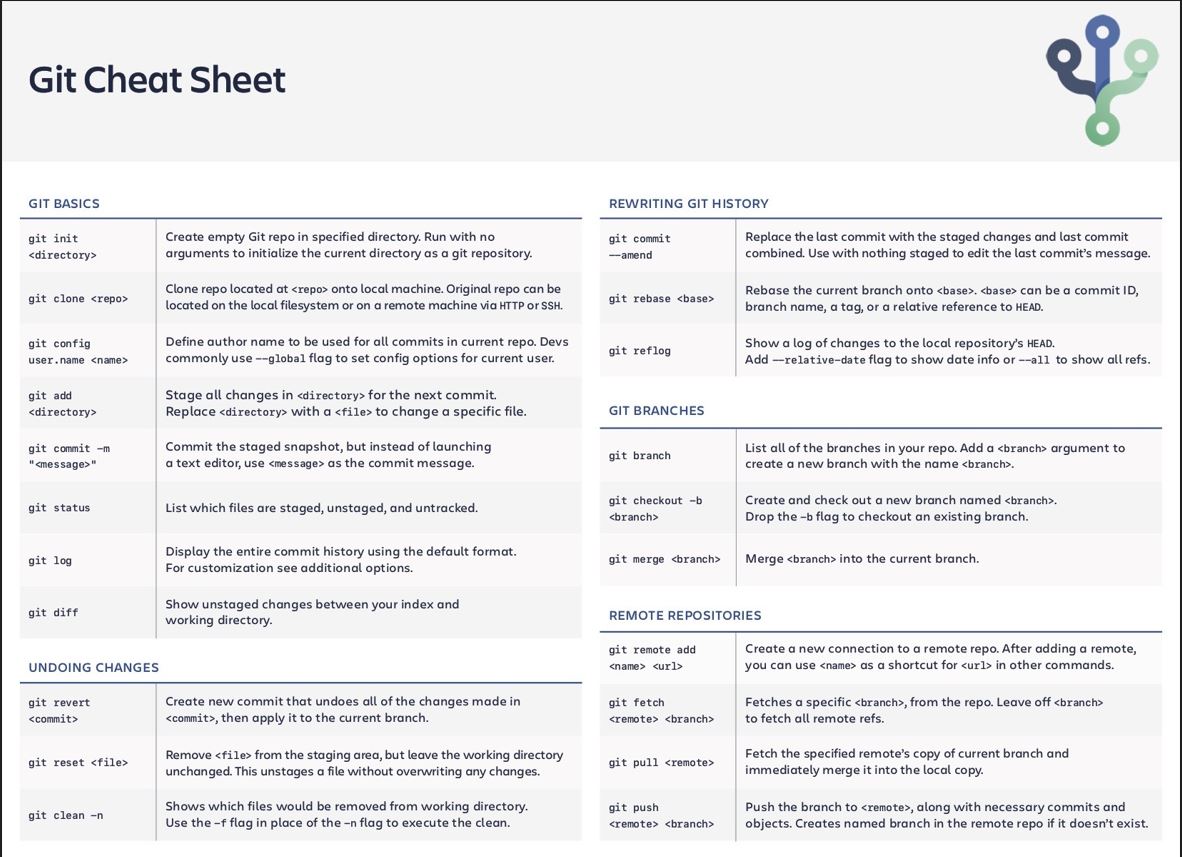 Git Cheat Sheet
GIT BASICS
git init
<directory>
Create empty Git repo in specified directory. Run with no
arguments to initialize the current directory as a git repository.
git clone <repo>
Clone repo located at <repo> onto local machine. Original repo can be
located on the local filesystem or on a remote machine via HTTP or SSH.
git config
user.name <name>
Define author name to be used for all commits in current repo. Devs
commonly use --global flag to set config options for current user.
git add
<directory>
Stage all changes in <directory> for the next commit.
Replace <directory> with a <file> to change a specific file.
git commit -m
"<message>"
Commit the staged snapshot, but instead of launching
a text editor, use <message> as the commit message.
git status
List which files are staged, unstaged, and untracked.
git log
Display the entire commit history using the default format.
For customization see additional options.
git diff
Show unstaged changes between your index and
working directory.
UNDOING CHANGES
git revert
<commit>
Create new commit that undoes all of the changes made in
<commit>, then apply it to the current branch.
git reset <file>
Remove <file> from the staging area, but leave the working directory
unchanged. This unstages a file without overwriting any changes.
git clean -n
Shows which files would be removed from working directory.
Use the -f flag in place of the -n flag to execute the clean.
REWRITING GIT HISTORY
git commit
--amend
Replace the last commit with the staged changes and last commit
combined. Use with nothing staged to edit the last commit’s message.
git rebase <base>
Rebase the current branch onto <base>. <base> can be a commit ID,
branch name, a tag, or a relative reference to HEAD.
git reflog
Show a log of changes to the local repository’s HEAD.
Add --relative-date flag to show date info or --all to show all refs.
GIT BRANCHES
git branch
List all of the branches in your repo. Add a <branch> argument to
create a new branch with the name <branch>.
git checkout -b
<branch>
Create and check out a new branch named <branch>.
Drop the -b flag to checkout an existing branch.
git merge <branch>
Merge <branch> into the current branch.
REMOTE REPOSITORIES
git remote add
<name> <url>
Create a new connection to a remote repo. After adding a remote,
you can use <name> as a shortcut for <url> in other commands.
git fetch
<remote> <branch>
Fetches a specific <branch>, from the repo. Leave off <branch>
to fetch all remote refs.
git pull <remote>
Fetch the specified remote’s copy of current branch and
immediately merge it into the local copy.
git push
<remote> <branch>
Push the branch to <remote>, along with necessary commits and
objects. Creates named branch in the remote repo if it doesn’t exist.